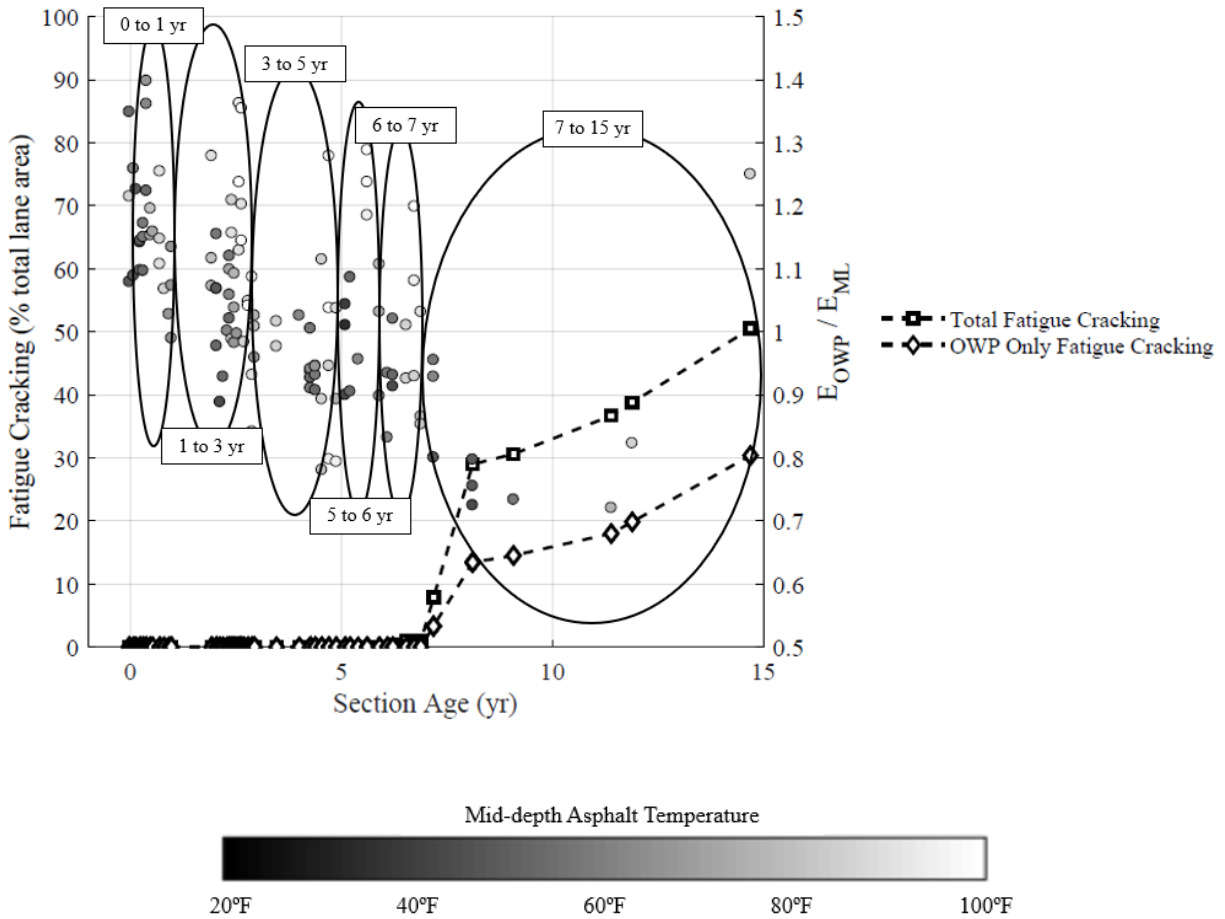 100
90
80
70
60
50
40
30
20
10
0
Fatigue Cracking (% total lane area)
0 to 1 yr
3 to 5 yr
6 to 7 yr
7 to 15 yr
1 to 3 yr
5 to 6 yr
1.5
1.4
1.3
1.2
1.1
1
0.9
0.8
0.7
0.6
0.5
E_OWP / E_ML
0 5 10 15
Section Age (yr)
Total Fatigue Cracking
OWP Only Fatigue Cracking
Mid-depth Asphalt Temperature
20ºF 40ºF 60ºF 80ºF 100ºF